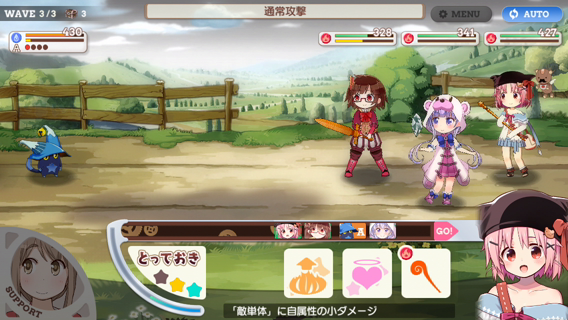 WAVE 3/3 3
通常攻撃
MENU
AUTO
430
A
328
341
427
A
GO!
とっておき
SUPPORT
「敵単体」に自属性の小ダメージ